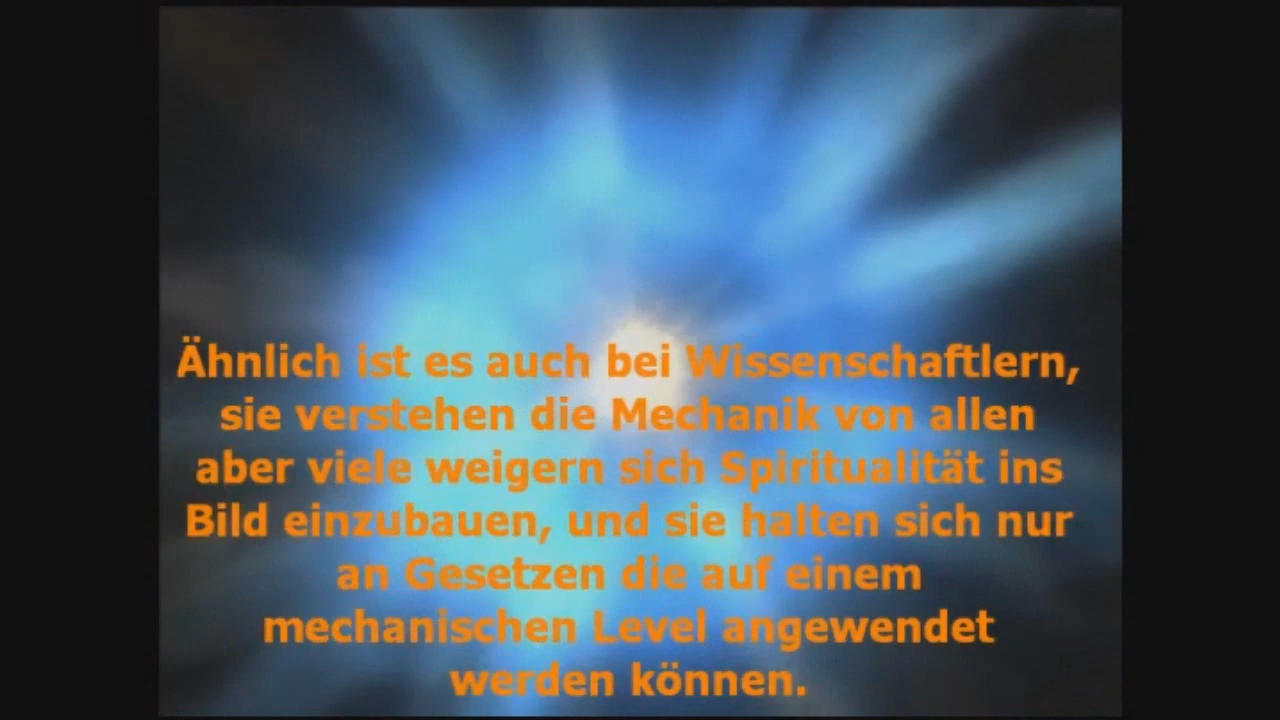 Ähnlich ist es auch bei Wissenschaftlern,
sie verstehen die Mechanik von allen
aber viele weigern sich Spiritualität ins
Bild einzubauen, und sie halten sich nur
an Gesetzen die auf einem
mechanischen Level angewendet
werden können.